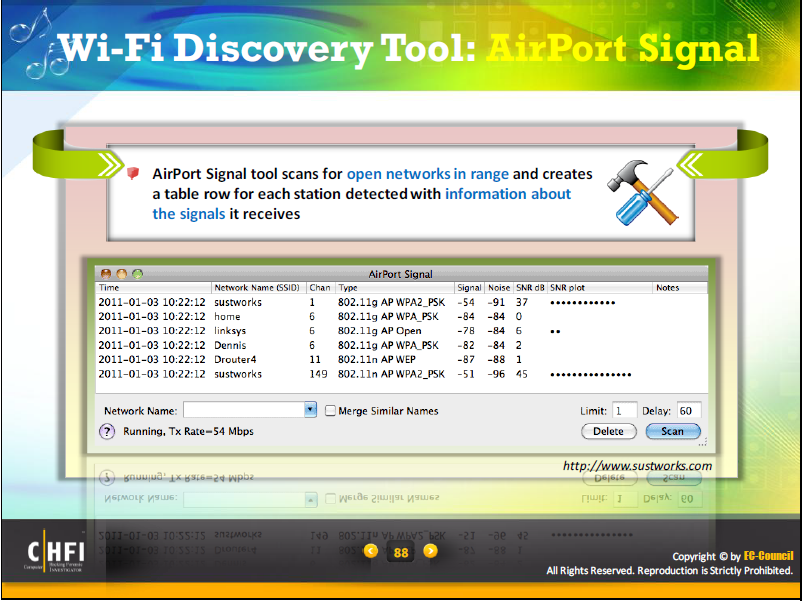 Wi-Fi Discovery Tool: AirPort Signal
AirPort Signal tool scans for open networks in range and creates
a table row for each station detected with information about
the signals it receives
AirPort Signal
Time Network Name (SSID) Chan Type Signal Noise SNR dB SNR plot Notes
2011-01-03 10:22:12 sustworks 1 802.11g AP WPA2_PSK -54 -91 37 ••••••••••••
2011-01-03 10:22:12 home 6 802.11g AP WPA_PSK -84 -84 0
2011-01-03 10:22:12 linksys 6 802.11g AP Open -78 -84 6 ••
2011-01-03 10:22:12 Dennis 6 802.11g AP WPA_PSK -82 -84 2
2011-01-03 10:22:12 Drouter4 11 802.11n AP WEP -87 -88 1
2011-01-03 10:22:12 sustworks 149 802.11n AP WPA2_PSK -51 -96 45 •••••••••••••••
Network Name: Merge Similar Names Limit: 1 Delay: 60
? Running, Tx Rate=54 Mbps Delete Scan
http://www.sustworks.com
CHFI
Computer Hacking Forensic
INVESTIGATOR
88
Copyright © by EC-Council
All Rights Reserved. Reproduction is Strictly Prohibited.